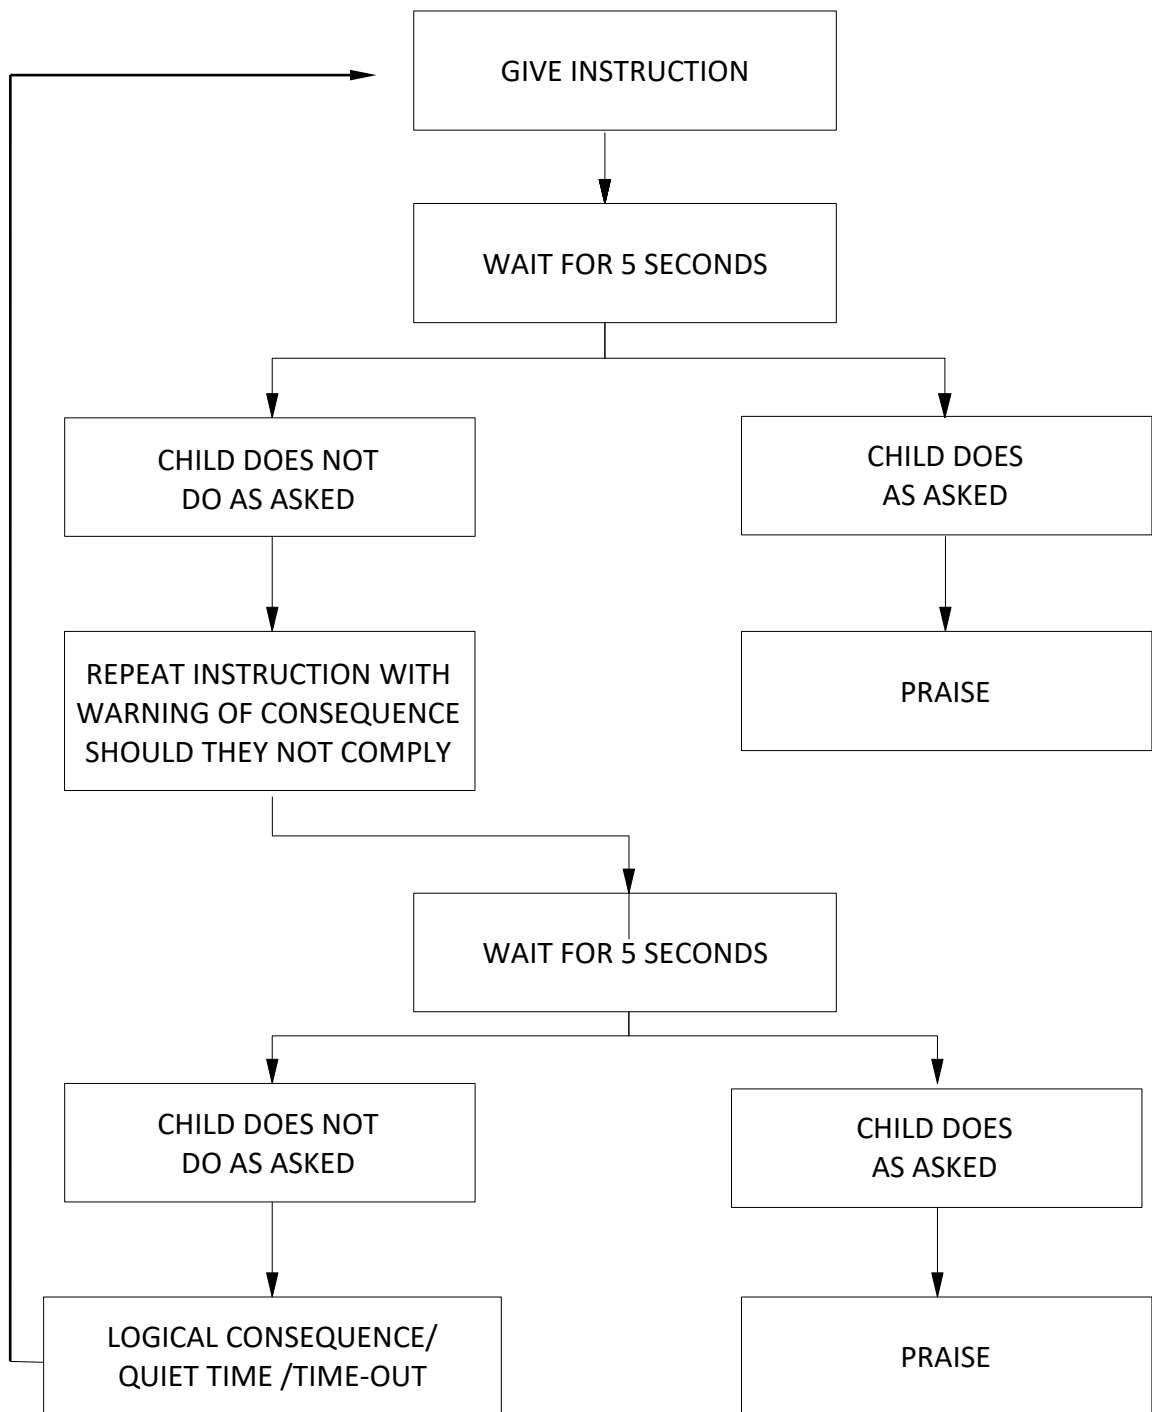 GIVE INSTRUCTION
WAIT FOR 5 SECONDS
CHILD DOES NOT
DO AS ASKED
CHILD DOES
AS ASKED
REPEAT INSTRUCTION WITH
WARNING OF CONSEQUENCE
SHOULD THEY NOT COMPLY
PRAISE
WAIT FOR 5 SECONDS
CHILD DOES NOT
DO AS ASKED
CHILD DOES
AS ASKED
LOGICAL CONSEQUENCE/
QUIET TIME /TIME-OUT
PRAISE